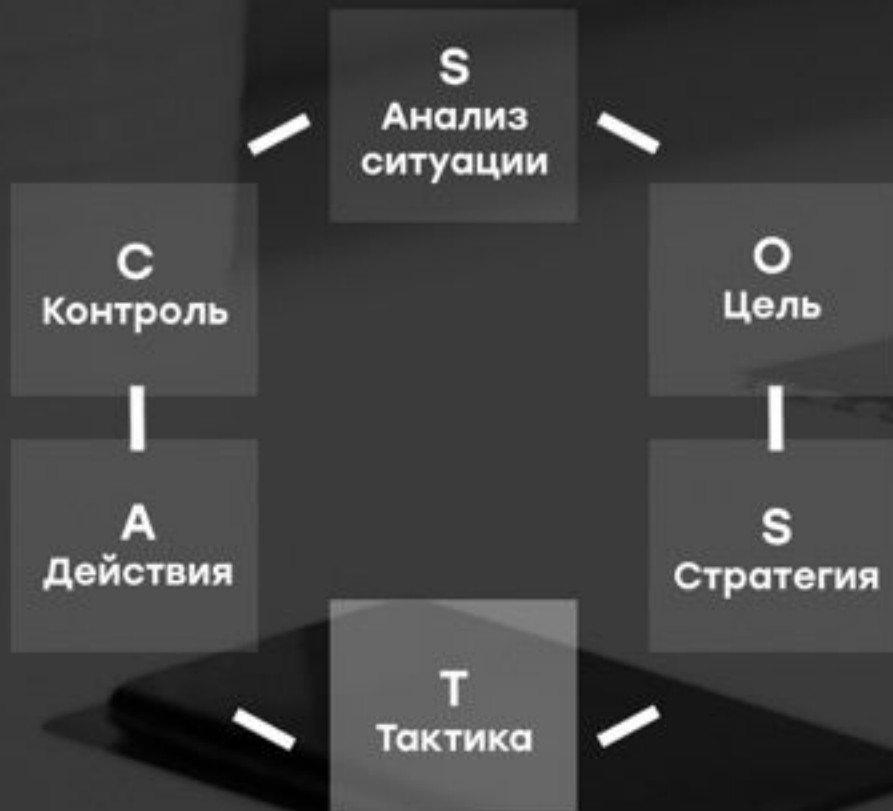 S
Анализ
ситуации
O
Цель
S
Стратегия
T
Тактика
A
Действия
C
Контроль